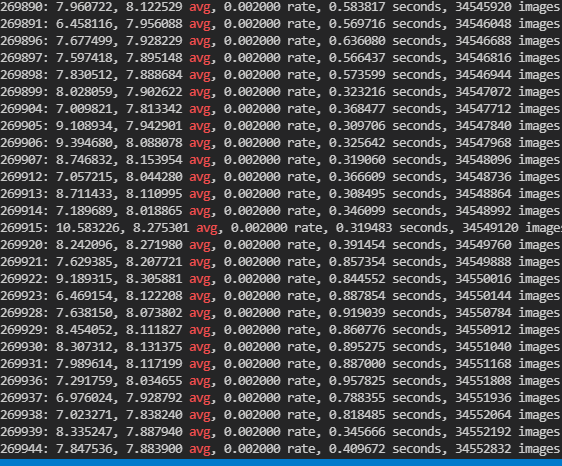 269890: 7.960722, 8.122529 avg, 0.002000 rate, 0.583817 seconds, 34545920 images
269891: 6.458116, 7.956088 avg, 0.002000 rate, 0.569716 seconds, 34546048 images
269896: 7.677499, 7.928229 avg, 0.002000 rate, 0.636080 seconds, 34546688 images
269897: 7.597418, 7.895148 avg, 0.002000 rate, 0.566437 seconds, 34546816 images
269898: 7.830512, 7.888684 avg, 0.002000 rate, 0.573599 seconds, 34546944 images
269899: 8.028059, 7.902622 avg, 0.002000 rate, 0.323216 seconds, 34547072 images
269904: 7.009821, 7.813342 avg, 0.002000 rate, 0.368477 seconds, 34547712 images
269905: 9.108934, 7.942901 avg, 0.002000 rate, 0.309706 seconds, 34547840 images
269906: 9.394680, 8.088078 avg, 0.002000 rate, 0.325642 seconds, 34547968 images
269907: 8.746832, 8.153954 avg, 0.002000 rate, 0.319060 seconds, 34548096 images
269912: 7.057215, 8.044280 avg, 0.002000 rate, 0.366609 seconds, 34548736 images
269913: 8.711433, 8.110995 avg, 0.002000 rate, 0.308495 seconds, 34548864 images
269914: 7.189689, 8.018865 avg, 0.002000 rate, 0.346099 seconds, 34548992 images
269915: 10.583226, 8.275301 avg, 0.002000 rate, 0.319483 seconds, 34549120 images
269920: 8.242096, 8.271980 avg, 0.002000 rate, 0.391454 seconds, 34549760 images
269921: 7.629385, 8.207721 avg, 0.002000 rate, 0.857354 seconds, 34549888 images
269922: 9.189315, 8.305881 avg, 0.002000 rate, 0.844552 seconds, 34550016 images
269923: 6.469154, 8.122208 avg, 0.002000 rate, 0.887854 seconds, 34550144 images
269928: 7.638150, 8.073802 avg, 0.002000 rate, 0.919039 seconds, 34550784 images
269929: 8.454052, 8.111827 avg, 0.002000 rate, 0.860776 seconds, 34550912 images
269930: 8.307312, 8.131375 avg, 0.002000 rate, 0.895275 seconds, 34551040 images
269931: 7.989614, 8.117199 avg, 0.002000 rate, 0.887000 seconds, 34551168 images
269936: 7.291759, 8.034655 avg, 0.002000 rate, 0.957825 seconds, 34551808 images
269937: 6.976024, 7.928792 avg, 0.002000 rate, 0.788355 seconds, 34551936 images
269938: 7.023271, 7.838240 avg, 0.002000 rate, 0.818485 seconds, 34552064 images
269939: 8.335247, 7.887940 avg, 0.002000 rate, 0.345666 seconds, 34552192 images
269944: 7.847536, 7.883900 avg, 0.002000 rate, 0.409672 seconds, 34552832 images